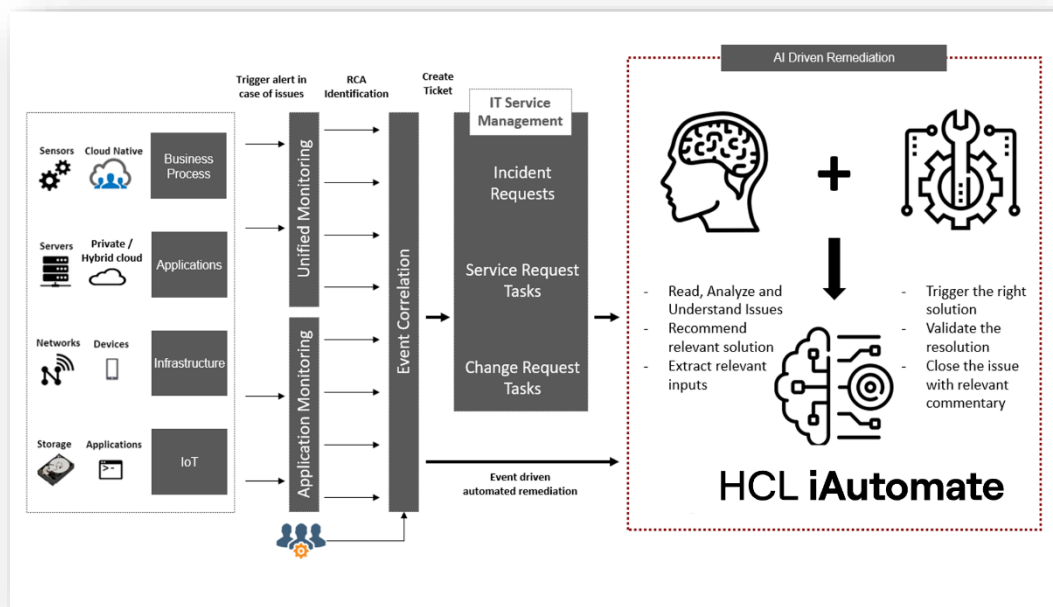 AI Driven Remediation
Trigger alert in
case of issues
RCA
Identification
Create
Ticket
IT Service
Management
Sensors
Cloud Native
Business
Process
Servers
Private /
Hybrid cloud
Applications
Networks
Devices
Infrastructure
Storage
Applications
>-
IoT
Unified Monitoring
Application Monitoring
Event Correlation
Incident
Requests
Service Request
Tasks
Change Request
Tasks
Event driven
automated remediation
+
- Read, Analyze and
Understand Issues
- Recommend
relevant solution
- Extract relevant
inputs
- Trigger the right
solution
- Validate the
resolution
- Close the issue
with relevant
commentary
HCL iAutomate